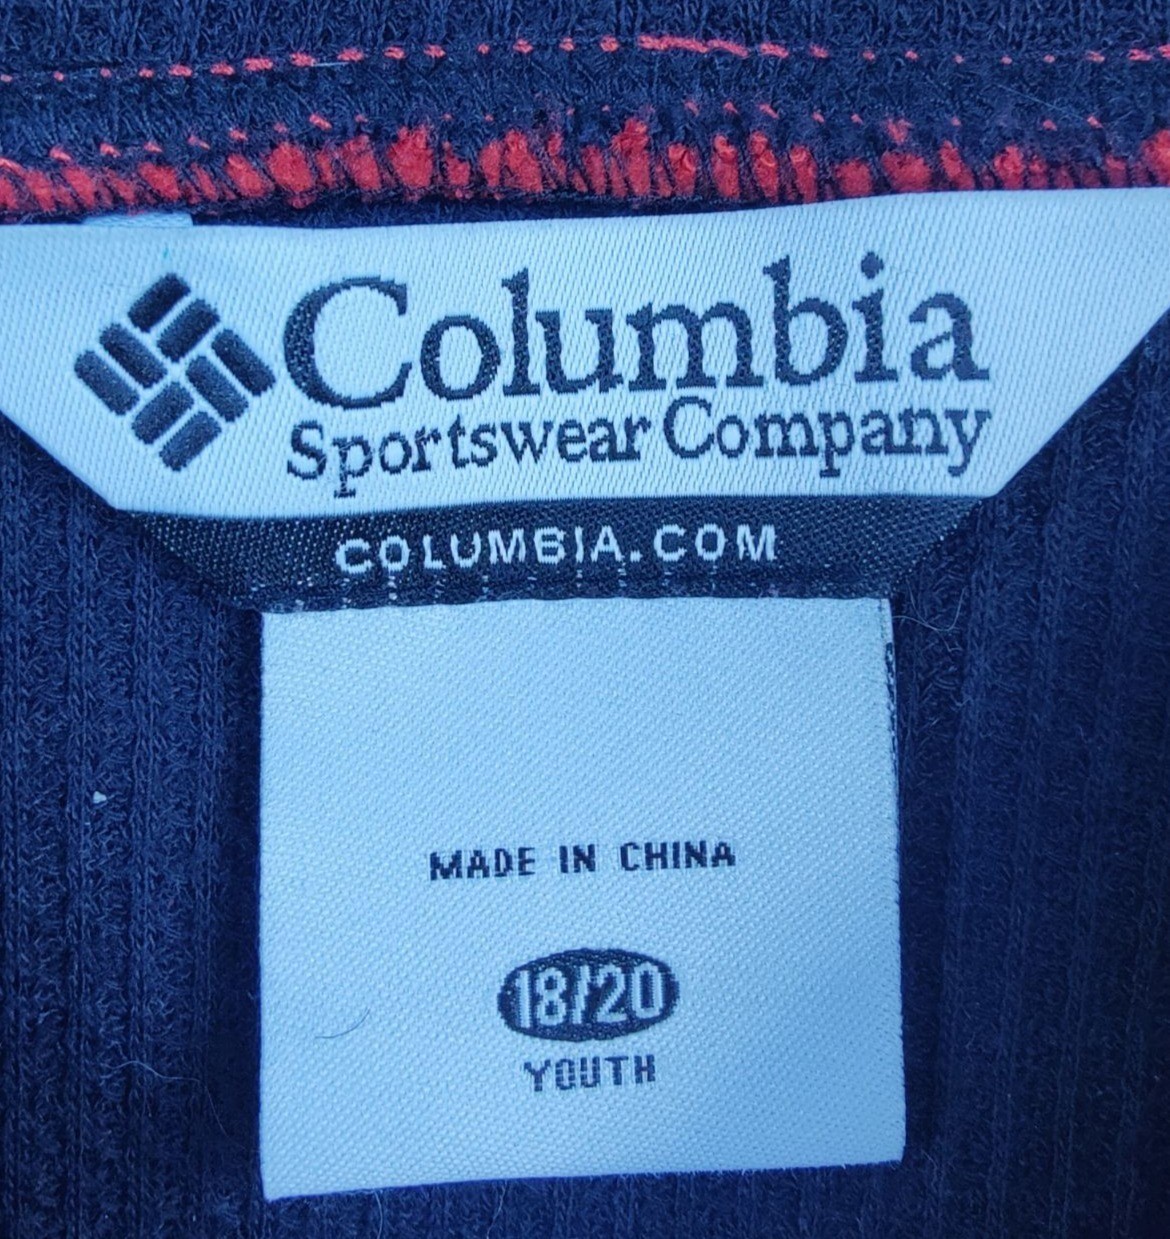 Columbia
Sportswear Company
COLUMBIA.COM
MADE IN CHINA
18/20
YOUTH